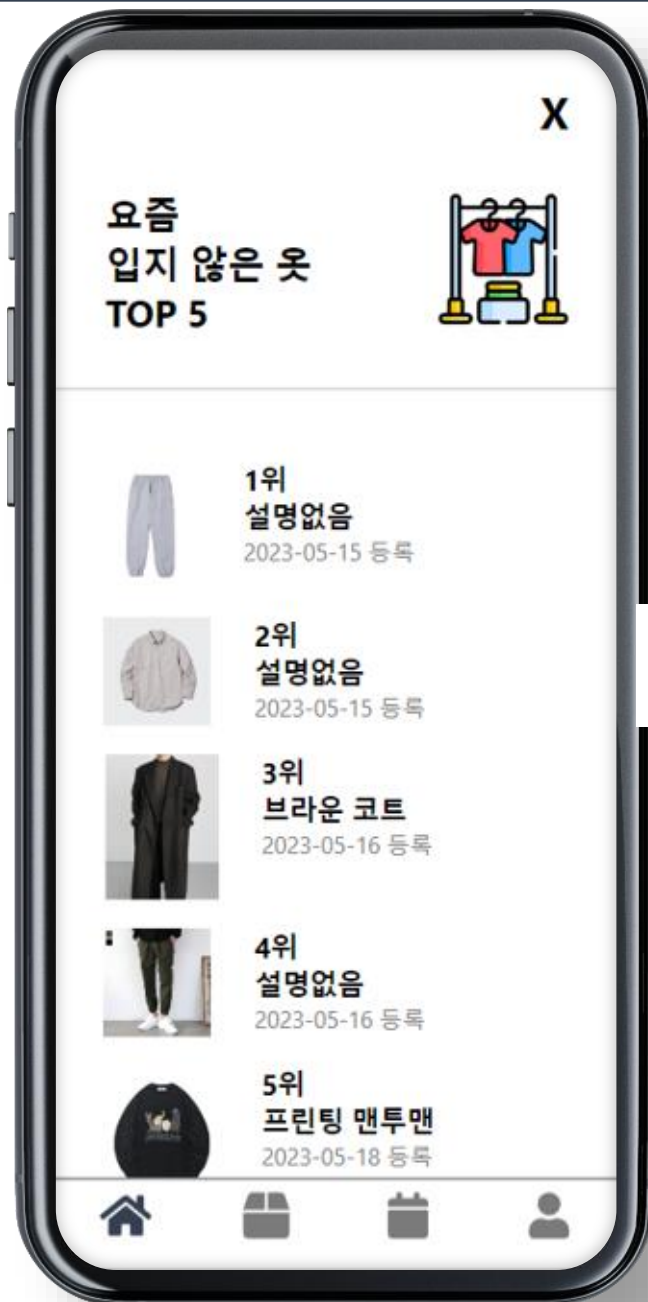 X
요즘
입지 않은 옷
TOP 5
1위
설명없음
2023-05-15 등록
2위
설명없음
2023-05-15 등록
3위
브라운 코트
2023-05-16 등록
4위
설명없음
2023-05-16 등록
5위
프린팅 맨투맨
2023-05-18 등록